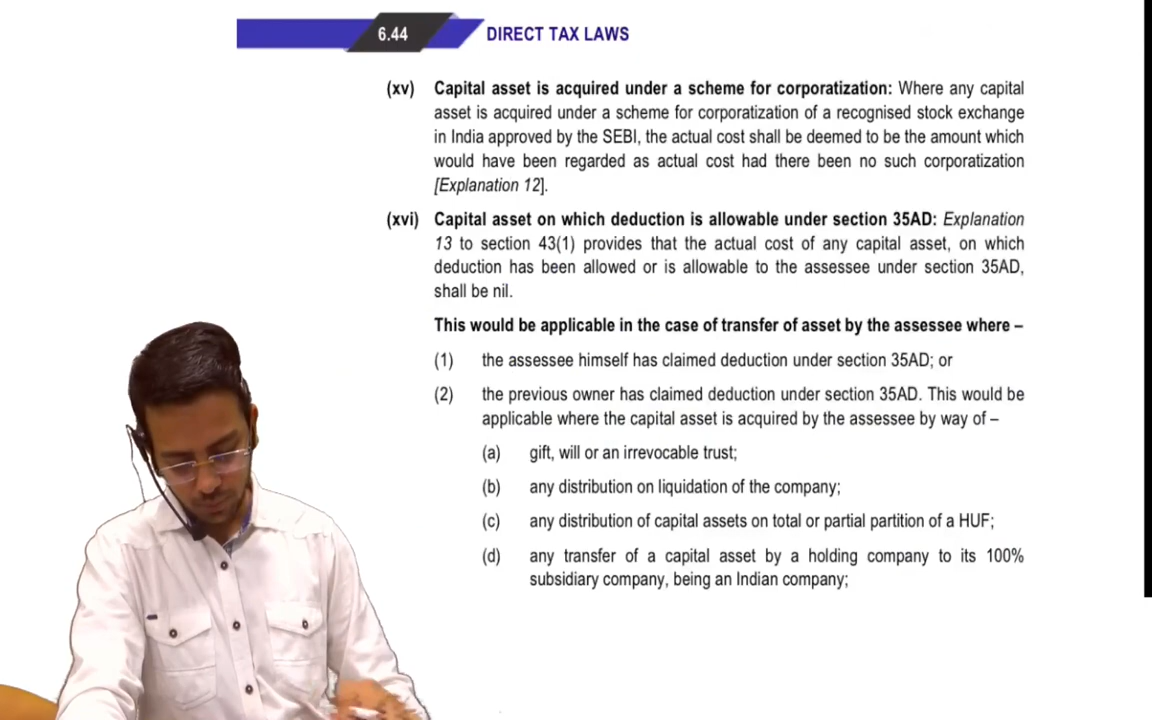 6.44 DIRECT TAX LAWS
(xv) Capital asset is acquired under a scheme for corporatization: Where any capital
asset is acquired under a scheme for corporatization of a recognised stock exchange
in India approved by the SEBI, the actual cost shall be deemed to be the amount which
would have been regarded as actual cost had there been no such corporatization
[Explanation 12].
(xvi) Capital asset on which deduction is allowable under section 35AD: Explanation
13 to section 43(1) provides that the actual cost of any capital asset, on which
deduction has been allowed or is allowable to the assessee under section 35AD,
shall be nil.
This would be applicable in the case of transfer of asset by the assessee where –
(1) the assessee himself has claimed deduction under section 35AD; or
(2) the previous owner has claimed deduction under section 35AD. This would be
applicable where the capital asset is acquired by the assessee by way of –
(a) gift, will or an irrevocable trust;
(b) any distribution on liquidation of the company;
(c) any distribution of capital assets on total or partial partition of a HUF;
(d) any transfer of a capital asset by a holding company to its 100%
subsidiary company, being an Indian company;